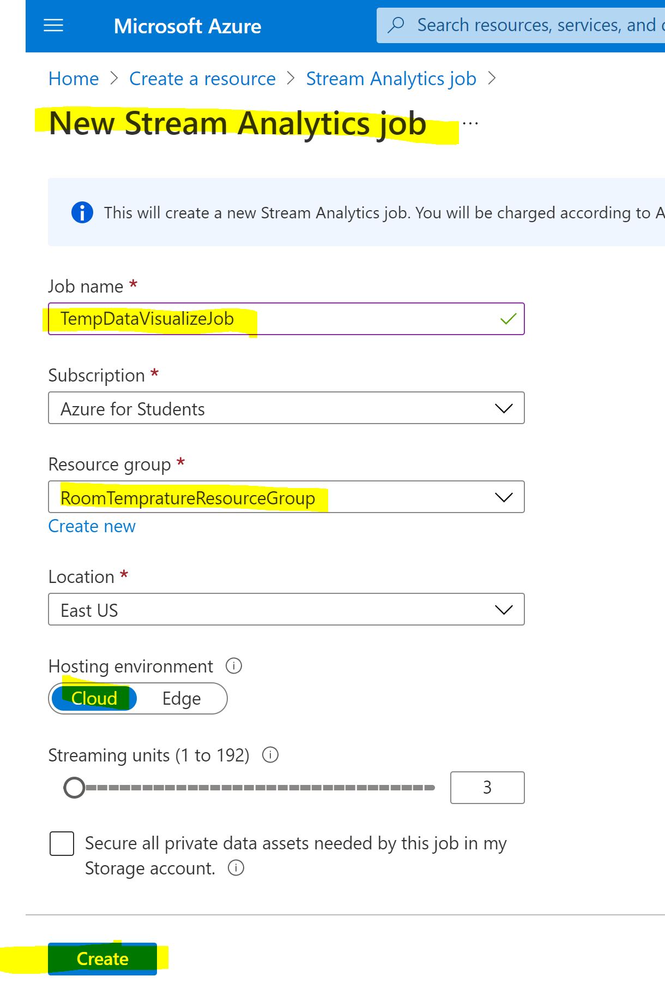 Microsoft Azure
Search resources, services, and
Home > Create a resource > Stream Analytics job >
New Stream Analytics job ...
This will create a new Stream Analytics job. You will be charged according to A
Job name *
TempDataVisualizeJob
Subscription *
Azure for Students
Resource group *
RoomTempratureResourceGroup
Create new
Location *
East US
Hosting environment
Cloud Edge
Streaming units (1 to 192)
3
Secure all private data assets needed by this job in my
Storage account.
Create